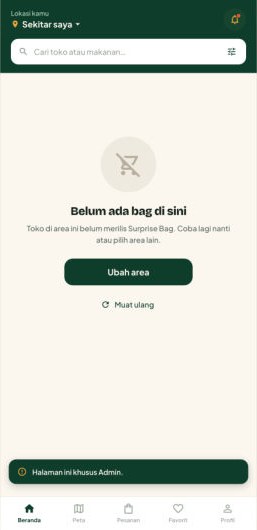 Lokasi kamu
Sekitar saya
Cari toko atau makanan...
Belum ada bag di sini
Toko di area ini belum merilis Surprise Bag. Coba lagi nanti
atau pilih area lain.
Ubah area
Muat ulang
Halaman ini khusus Admin.
Beranda
Peta
Pesanan
Favorit
Profil